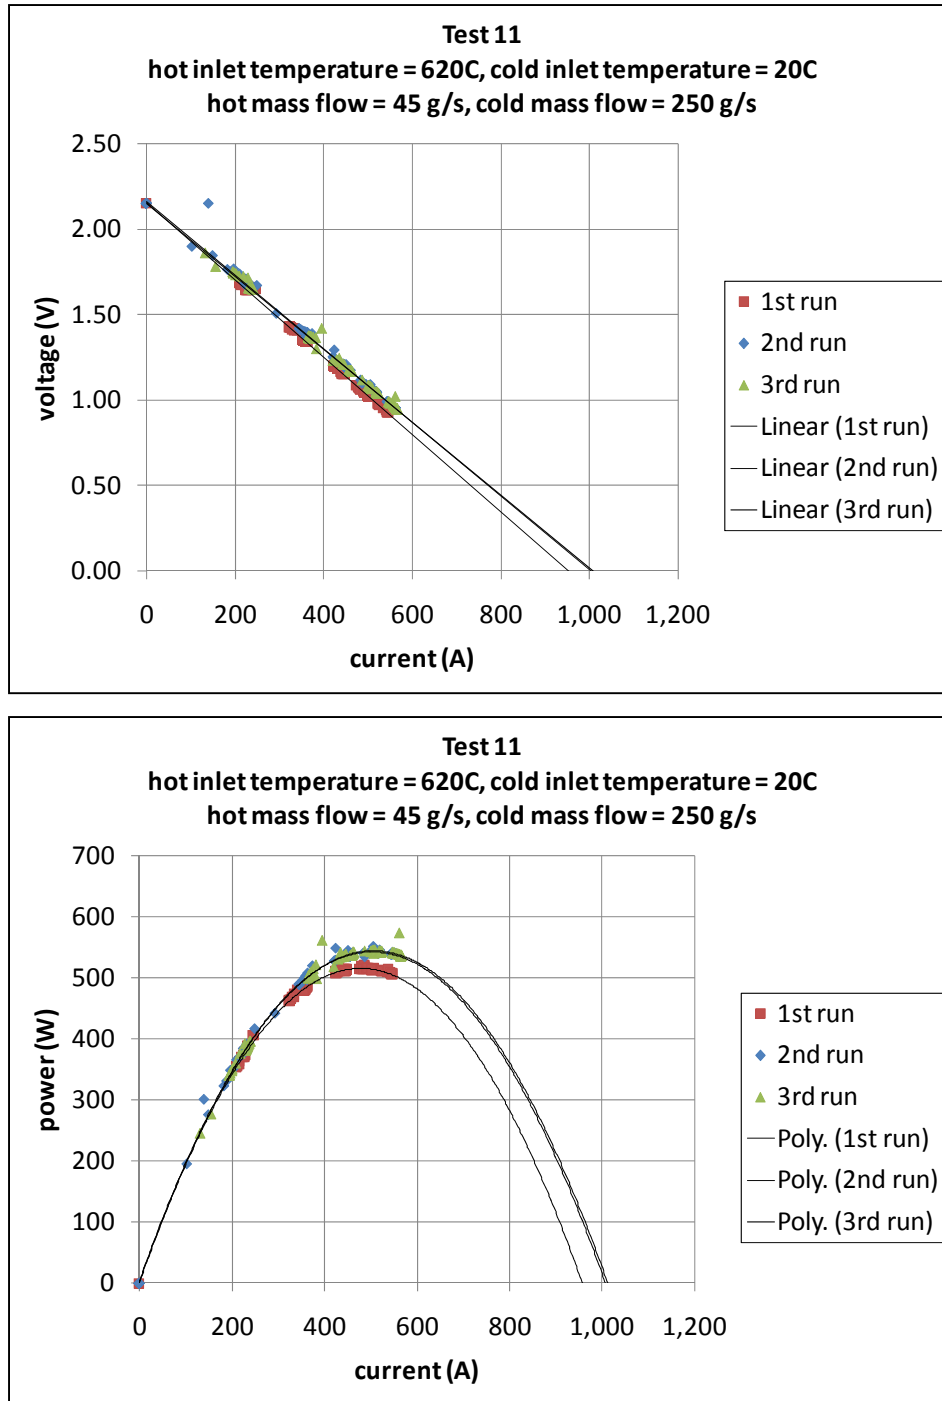 Test 11
hot inlet temperature = 620C, cold inlet temperature = 20C
hot mass flow = 45 g/s, cold mass flow = 250 g/s
2.50
2.00
1.50
1.00
0.50
0.00
voltage (V)
0 200 400 600 800 1,000 1,200
current (A)
1st run
2nd run
3rd run
Linear (1st run)
Linear (2nd run)
Linear (3rd run)
Test 11
hot inlet temperature = 620C, cold inlet temperature = 20C
hot mass flow = 45 g/s, cold mass flow = 250 g/s
700
600
500
400
300
200
100
0
power (W)
0 200 400 600 800 1,000 1,200
current (A)
1st run
2nd run
3rd run
Poly. (1st run)
Poly. (2nd run)
Poly. (3rd run)